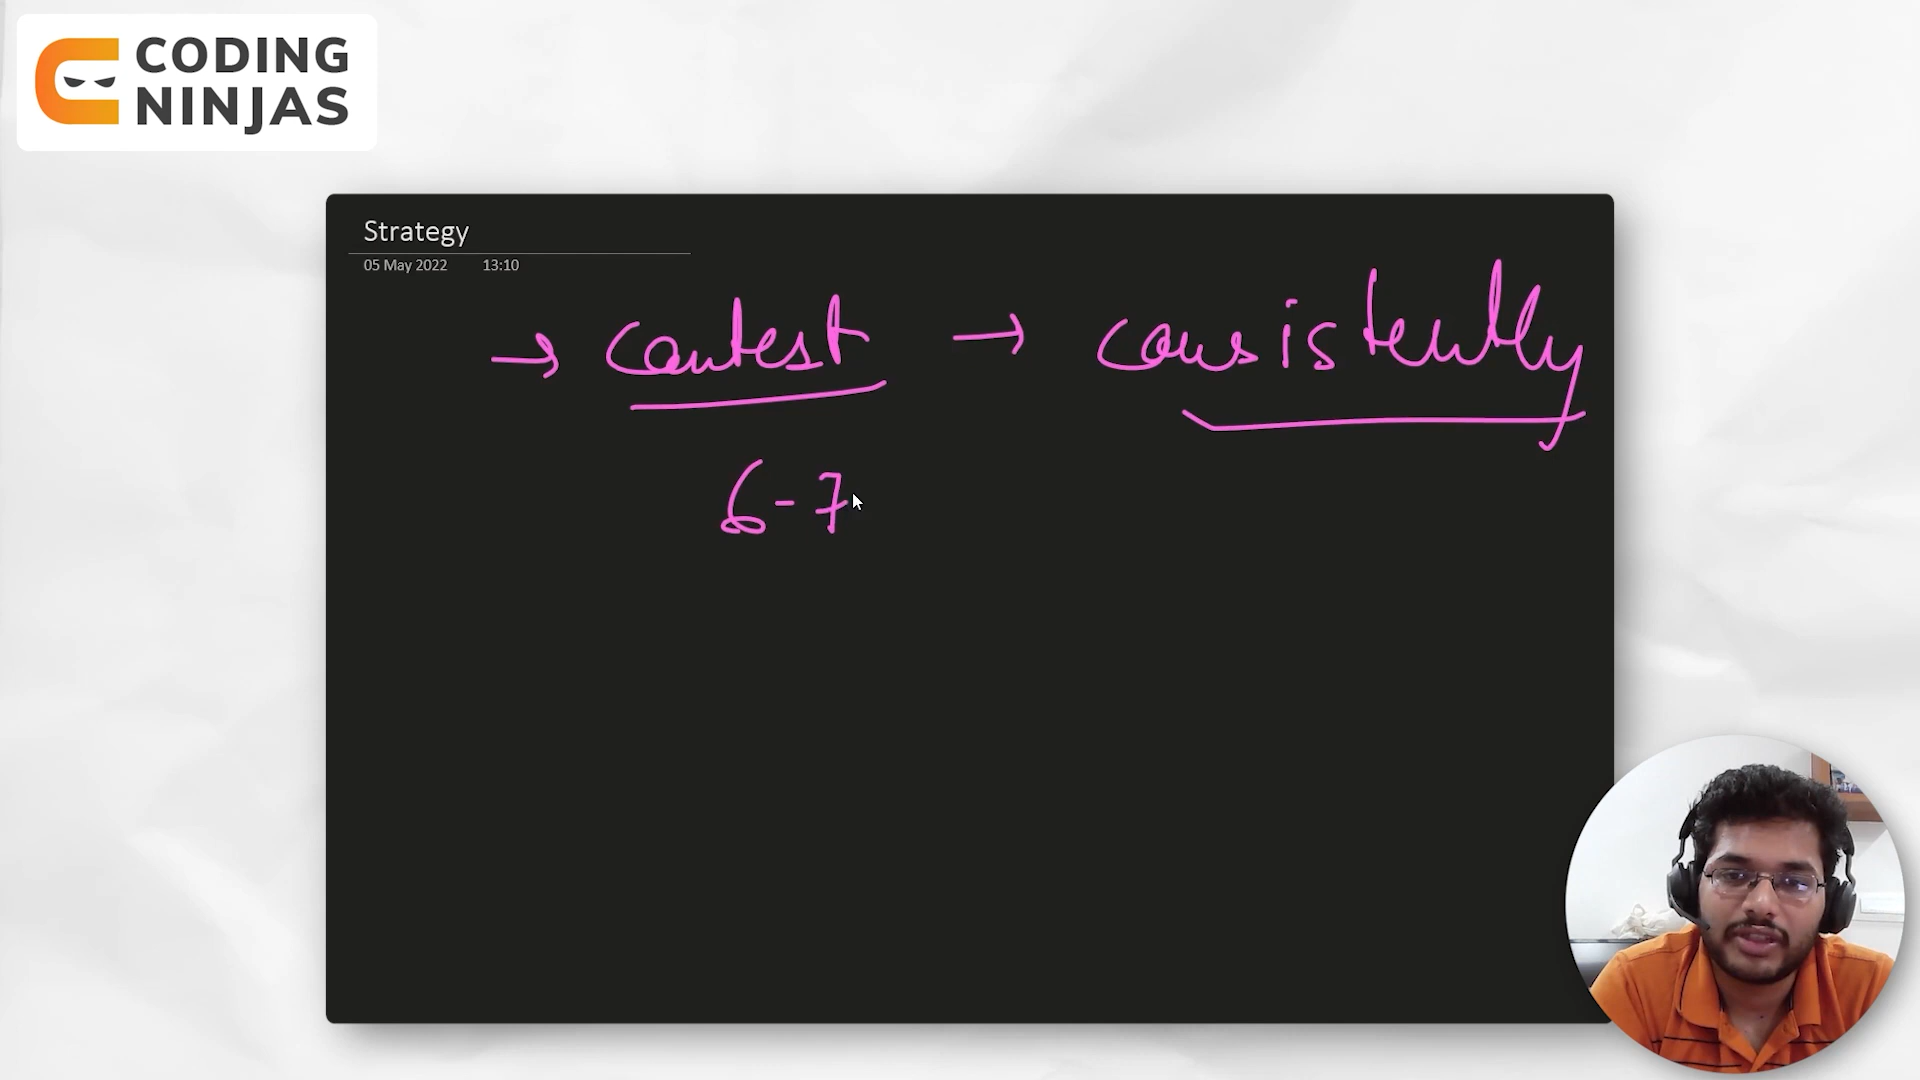 CODING
NINJAS
Strategy
05 May 2022 13:10
→ contest → consistently
6-7